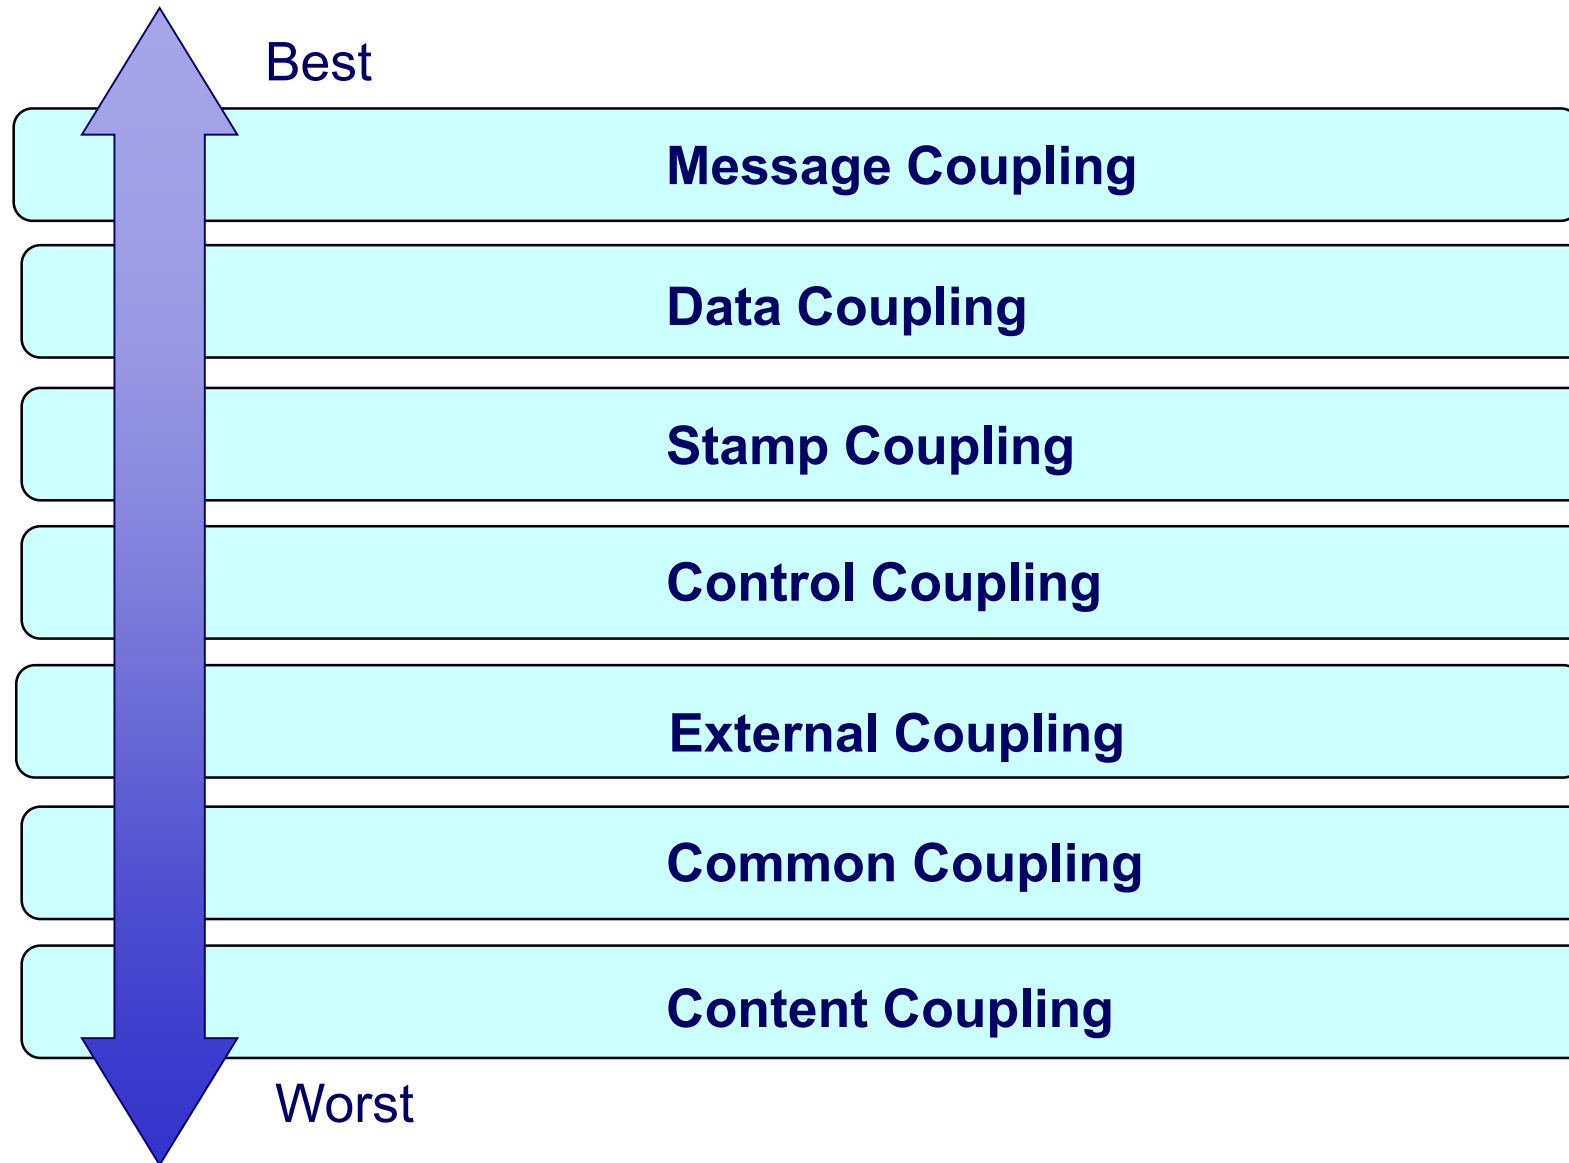 Best
Message Coupling
Data Coupling
Stamp Coupling
Control Coupling
External Coupling
Common Coupling
Content Coupling
Worst